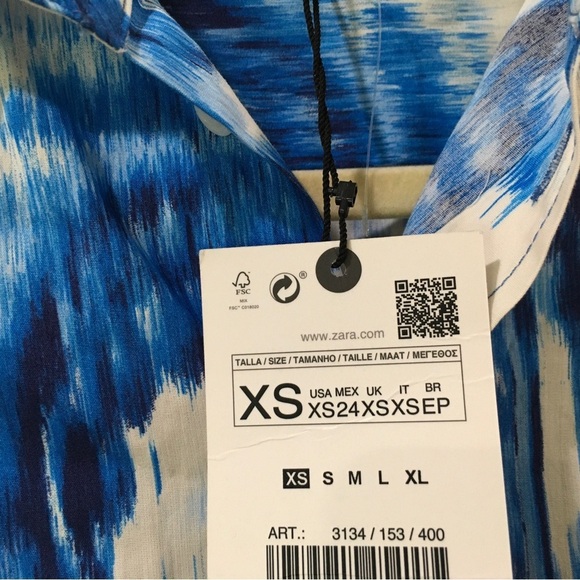 FSC
MIX
®
www.zara.com
TALLA / SIZE / TAMANHO / TAILLE / MAAT / ΜΕΓΕΘΟΣ
XS
USA MEX UK IT BR
XS 24 XS XS EP
XS S M L XL
ART.: 3134 / 153 / 400